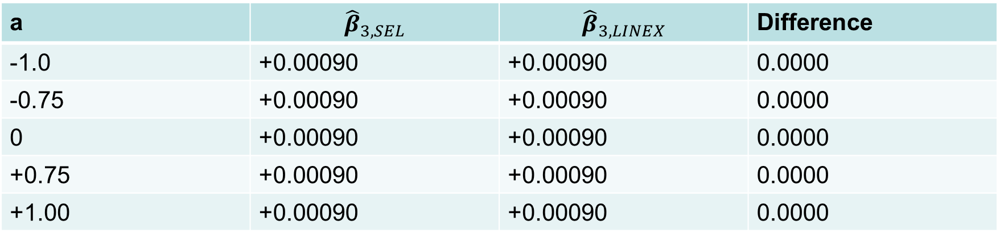 a β̂3,SEL β̂3,LINEX Difference
-1.0 +0.00090 +0.00090 0.0000
-0.75 +0.00090 +0.00090 0.0000
0 +0.00090 +0.00090 0.0000
+0.75 +0.00090 +0.00090 0.0000
+1.00 +0.00090 +0.00090 0.0000